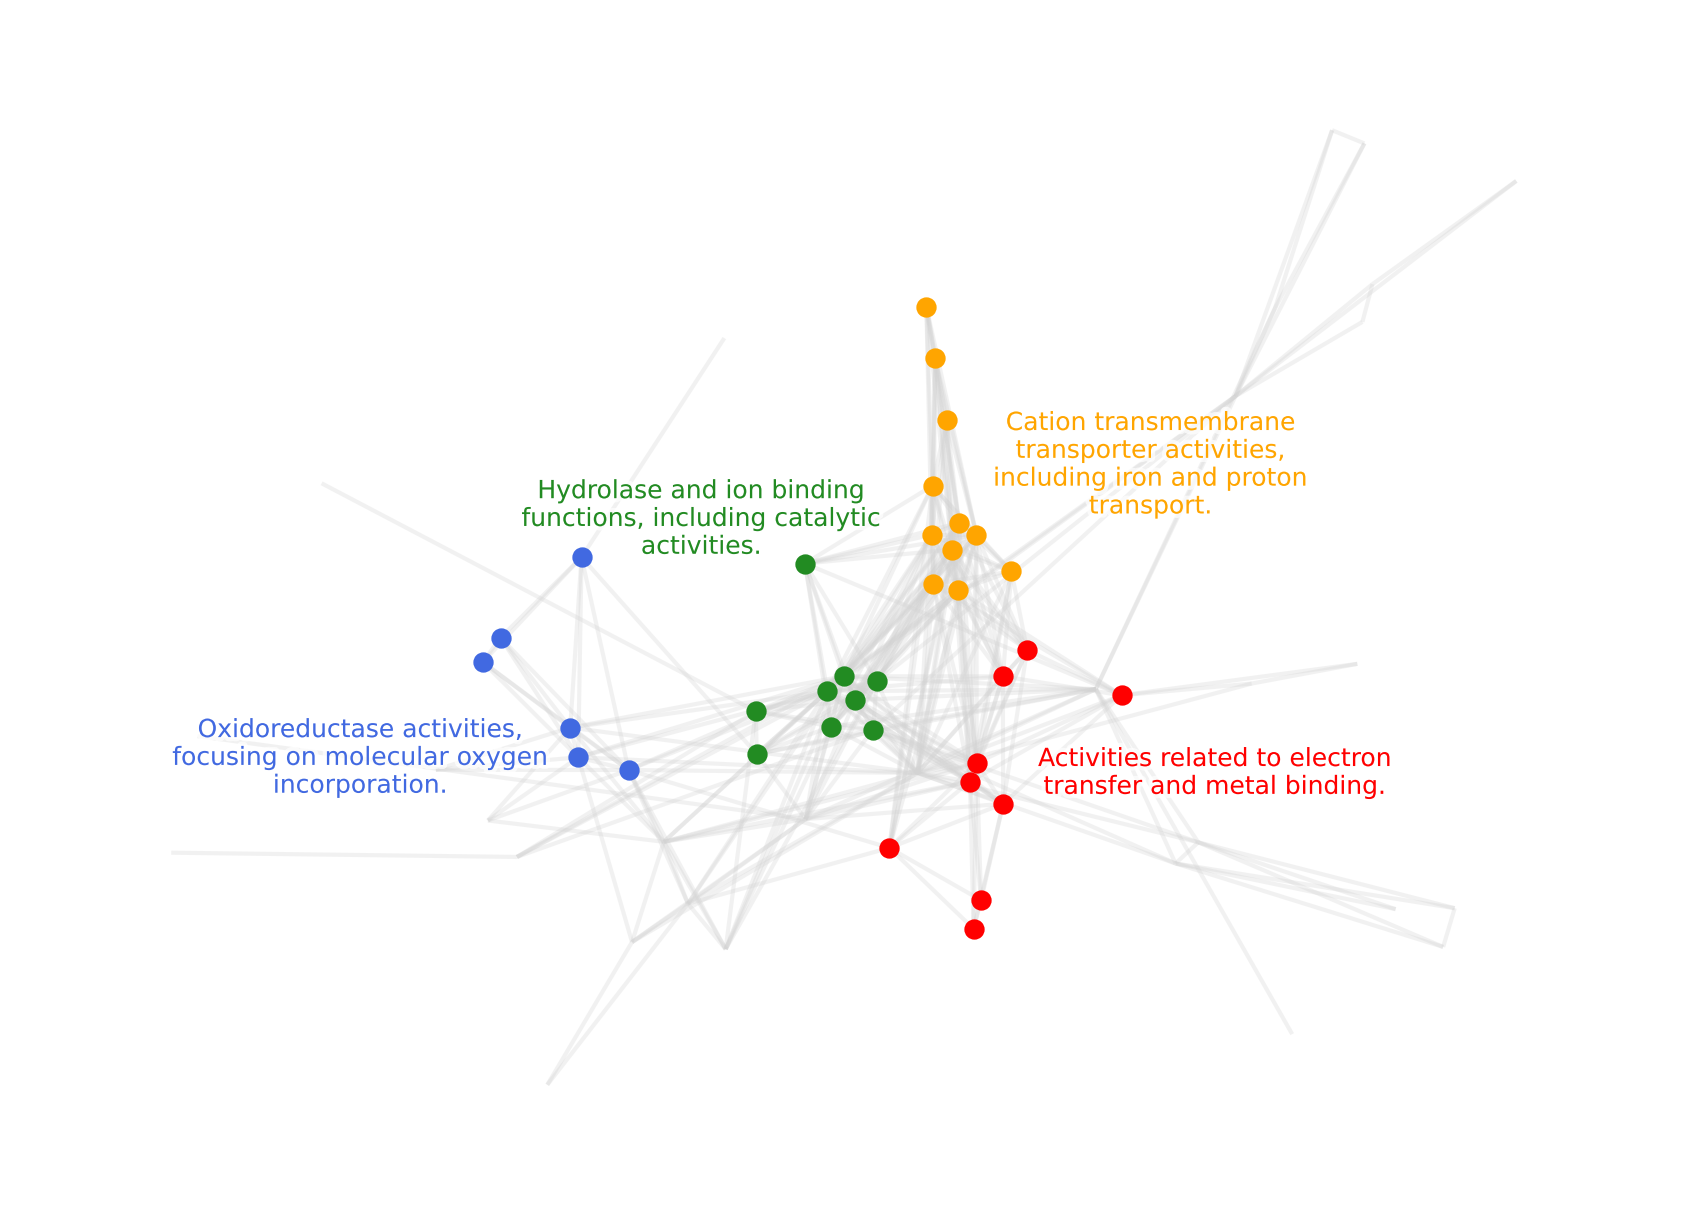 Cation transmembrane
transporter activities,
including iron and proton
transport.
Hydrolase and ion binding
functions, including catalytic
activities.
Oxidoreductase activities,
focusing on molecular oxygen
incorporation.
Activities related to electron
transfer and metal binding.